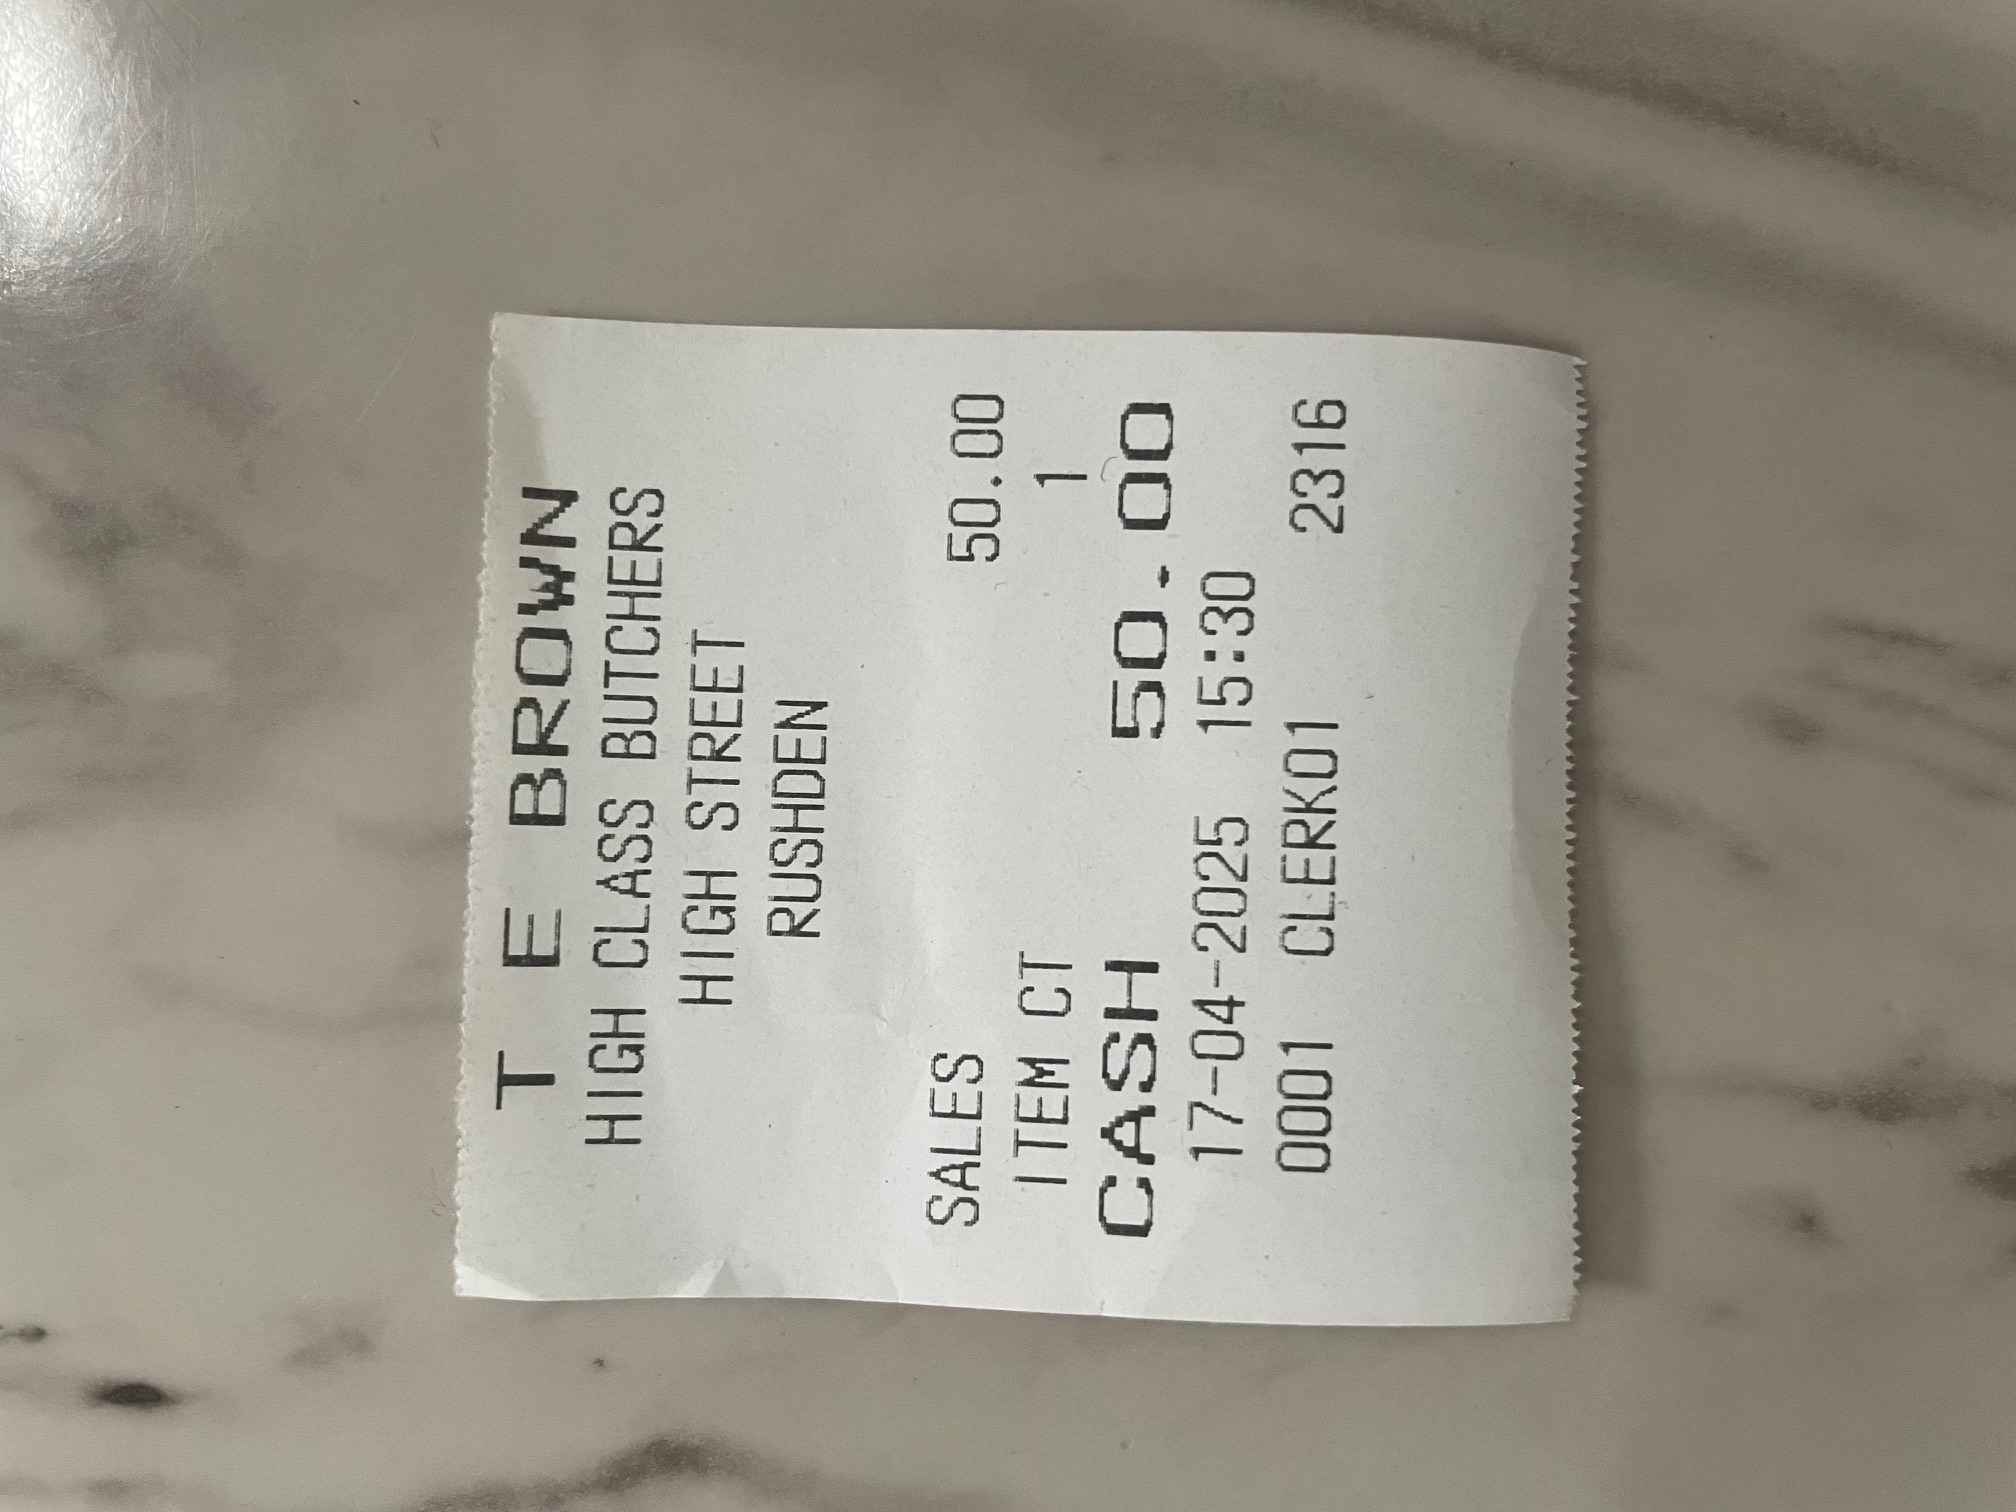 T E BROWN
HIGH CLASS BUTCHERS
HIGH STREET
RUSHDEN
SALES 50.00
ITEM CT 1
CASH 50.00
17-04-2025 15:30
0001 CLERK01 2316